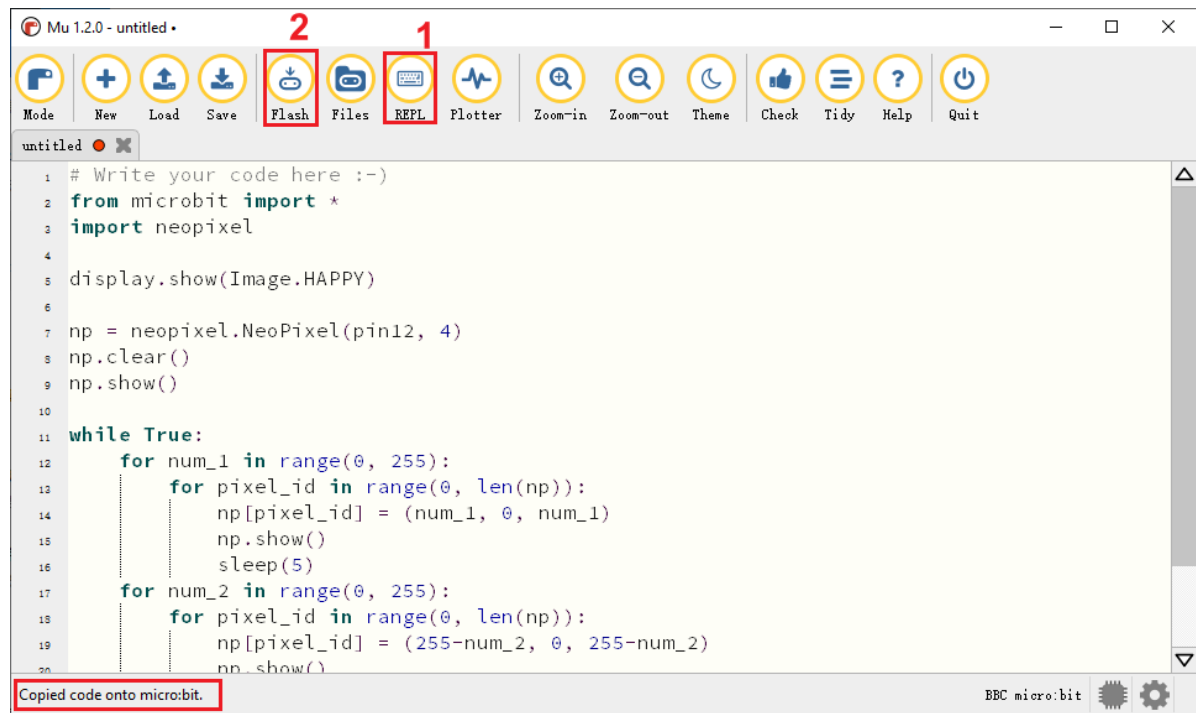 Mu 1.2.0 - untitled •
2 1
Mode New Load Save Flash Files REPL Plotter Zoom-in Zoom-out Theme Check Tidy Help Quit
untitled
1 # Write your code here :-)
2 from microbit import *
3 import neopixel
4
5 display.show(Image.HAPPY)
6
7 np = neopixel.NeoPixel(pin12, 4)
8 np.clear()
9 np.show()
10
11 while True:
12     for num_1 in range(0, 255):
13         for pixel_id in range(0, len(np)):
14             np[pixel_id] = (num_1, 0, num_1)
15             np.show()
16             sleep(5)
17     for num_2 in range(0, 255):
18         for pixel_id in range(0, len(np)):
19             np[pixel_id] = (255-num_2, 0, 255-num_2)
20             np.show()
Copied code onto micro:bit. BBC micro:bit